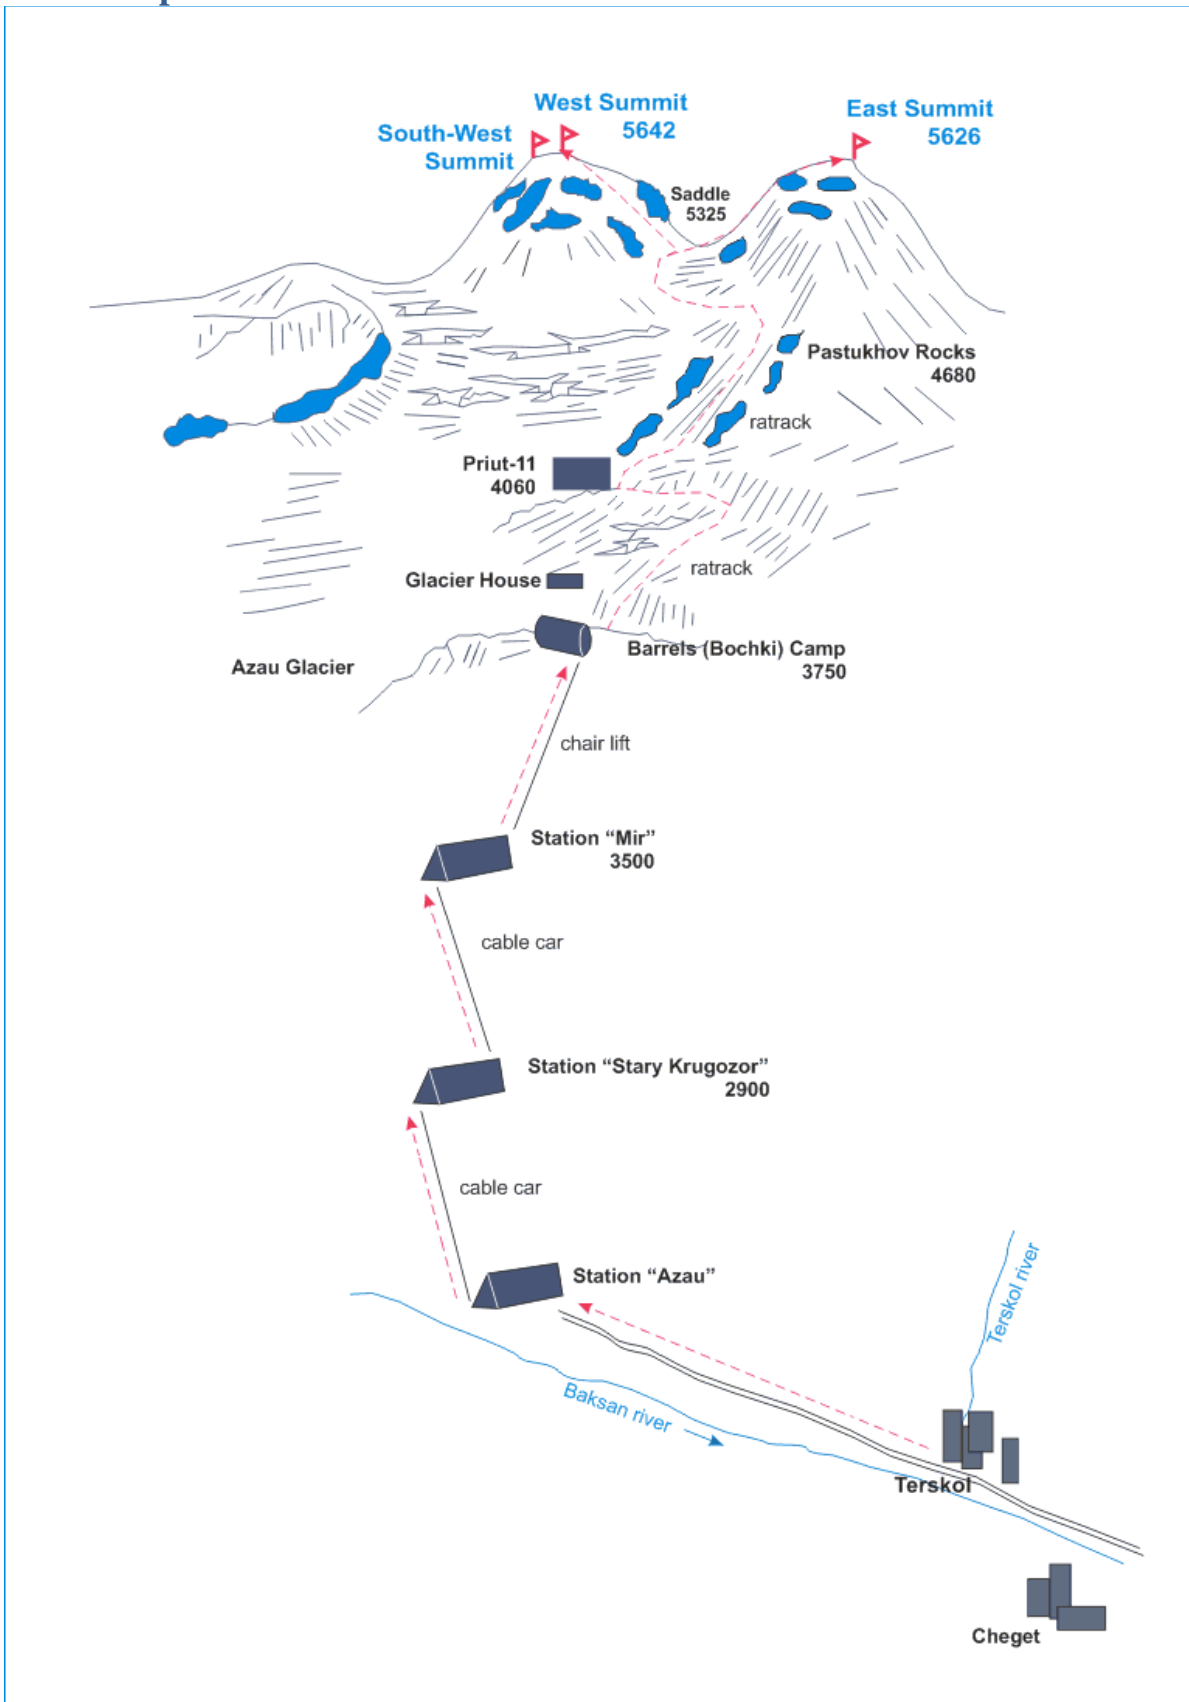 West Summit
5642
East Summit
5626
South-West
Summit
Saddle
5325
Pastukhov Rocks
4680
ratrack
Priut-11
4060
ratrack
Glacier House
Barrels (Bochki) Camp
3750
Azau Glacier
chair lift
Station “Mir”
3500
cable car
Station “Stary Krugozor”
2900
cable car
Station “Azau”
Terskol river
Baksan river
Terskol
Cheget